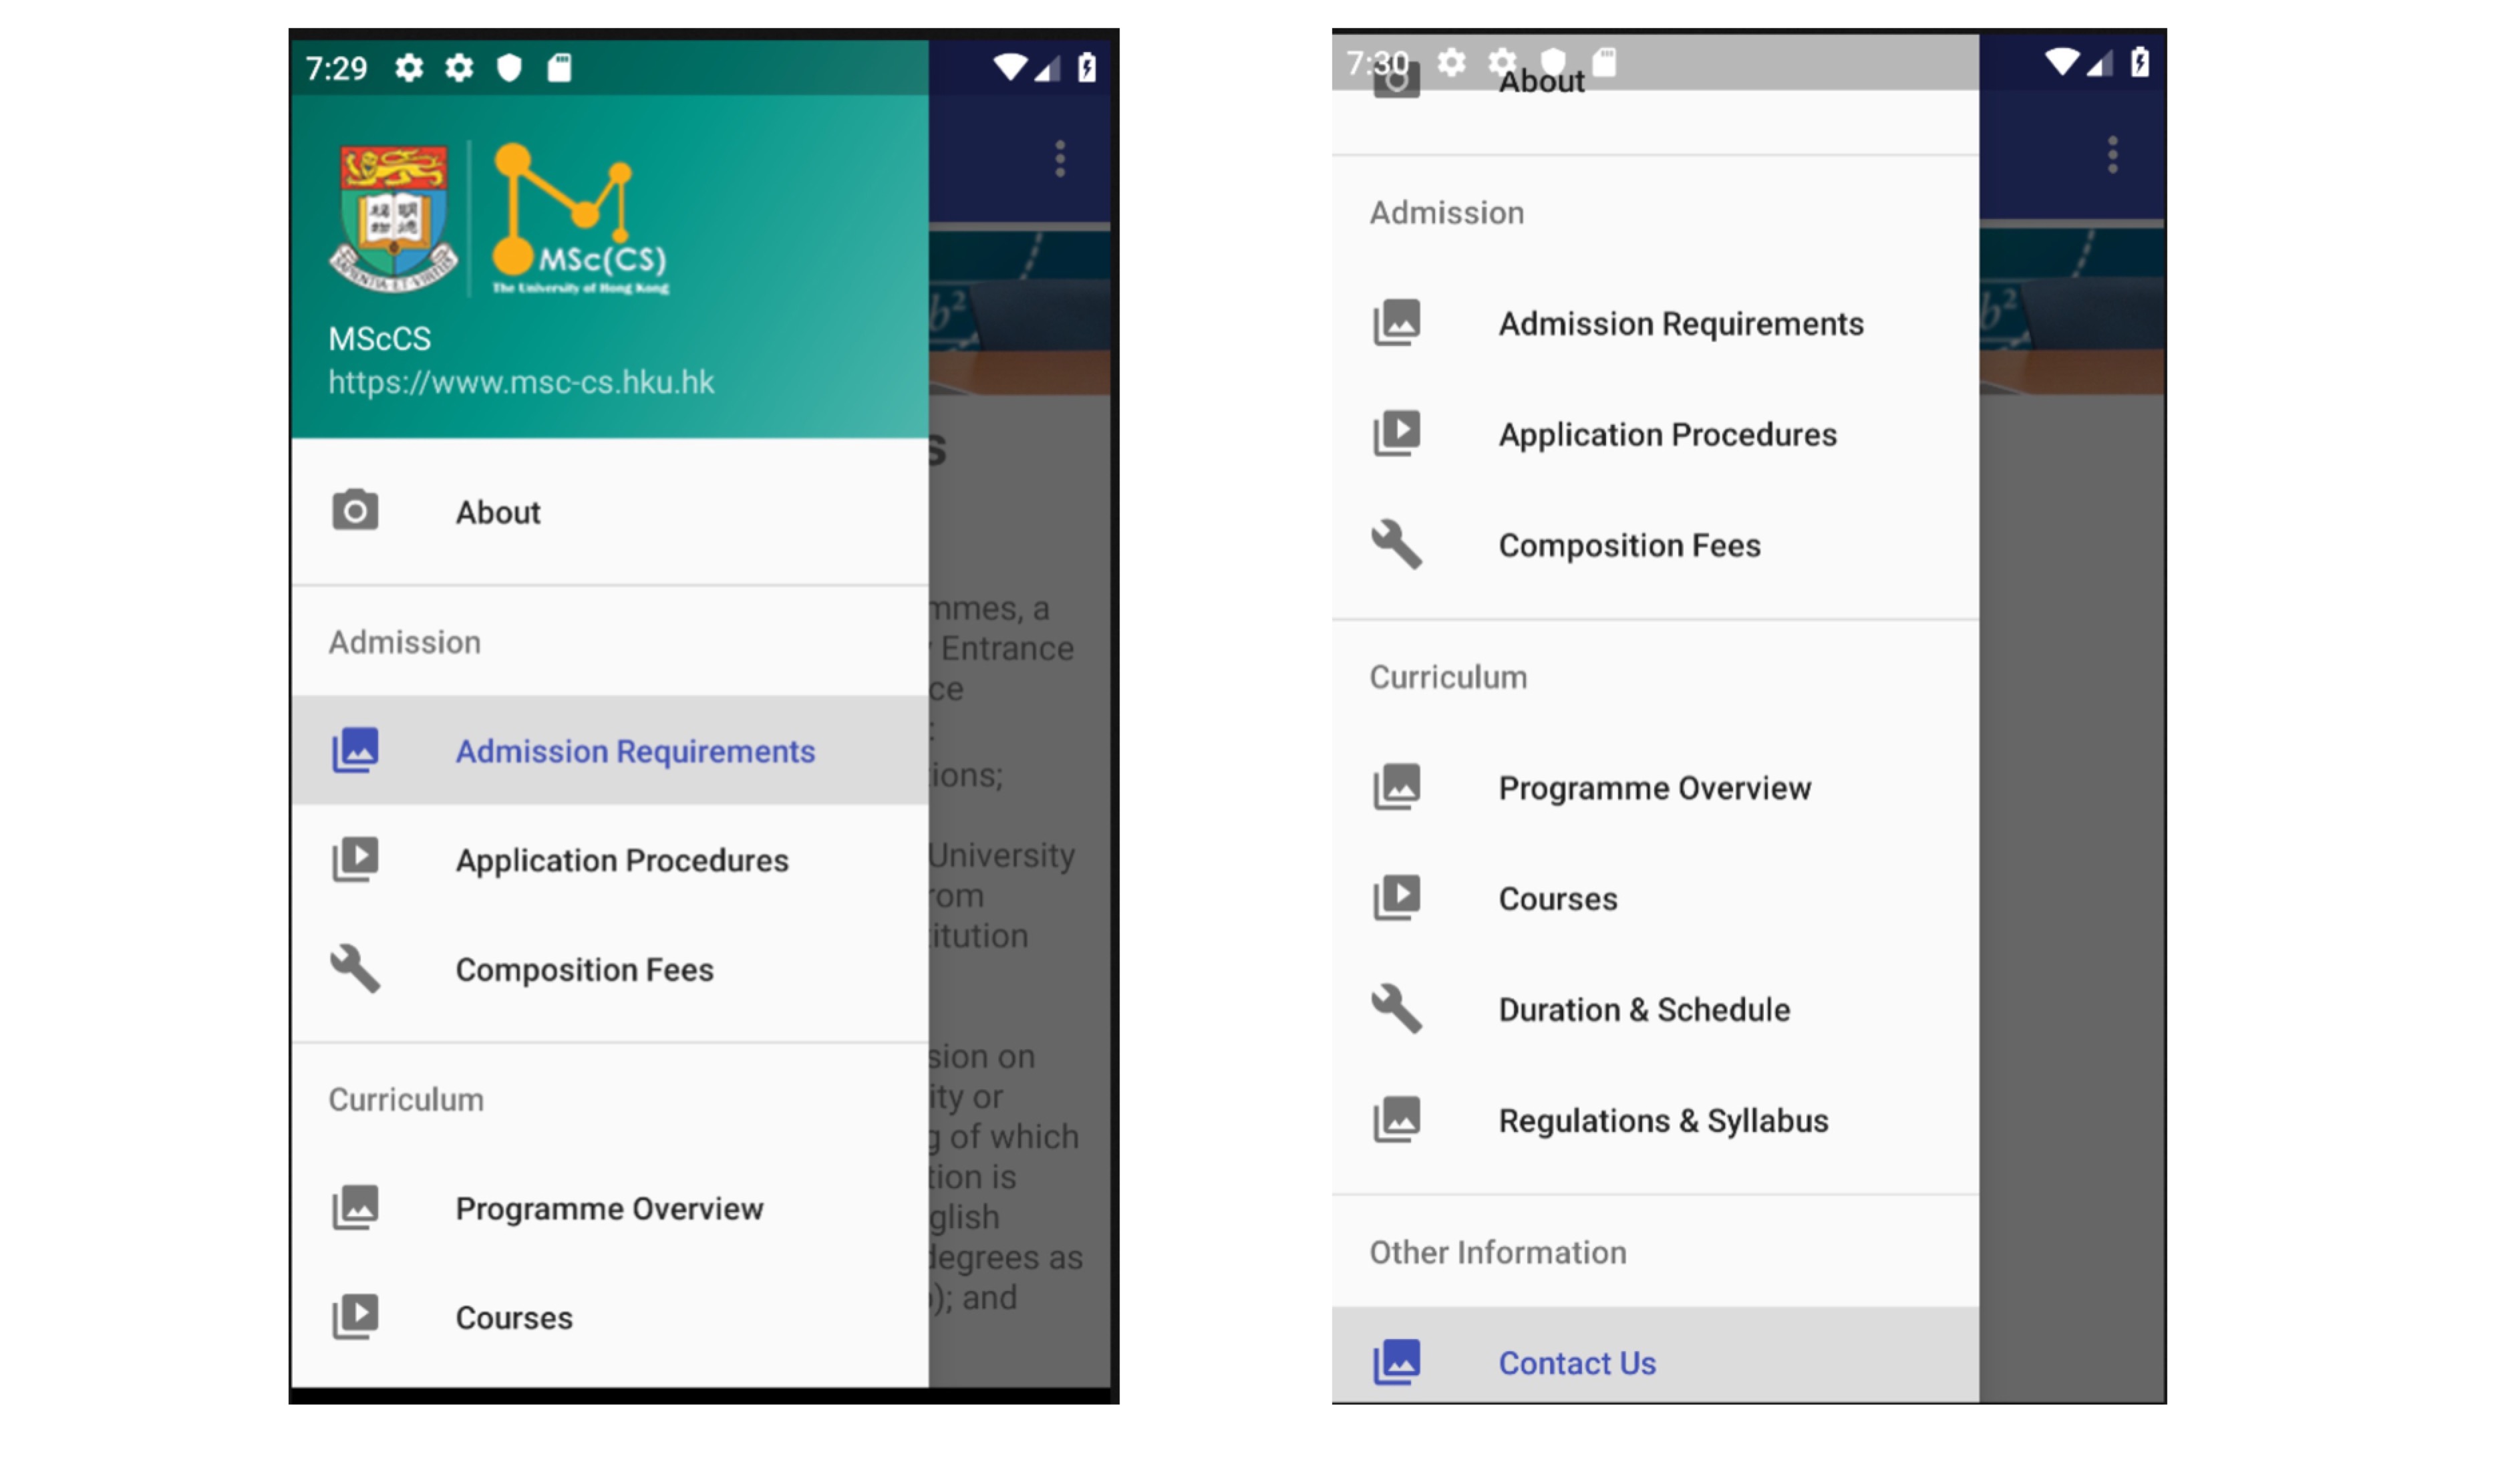 7:29
MSc(CS)
The University of Hong Kong
MScCS
https://www.msc-cs.hku.hk
About
Admission
Admission Requirements
Application Procedures
Composition Fees
Curriculum
Programme Overview
Courses
b²
s
mmes, a
Entrance
ce
:
ions;
University
rom
itution
sion on
ity or
g of which
tion is
glish
degrees as
); and
7:30
About
Admission
Admission Requirements
Application Procedures
Composition Fees
Curriculum
Programme Overview
Courses
Duration & Schedule
Regulations & Syllabus
Other Information
Contact Us
b²